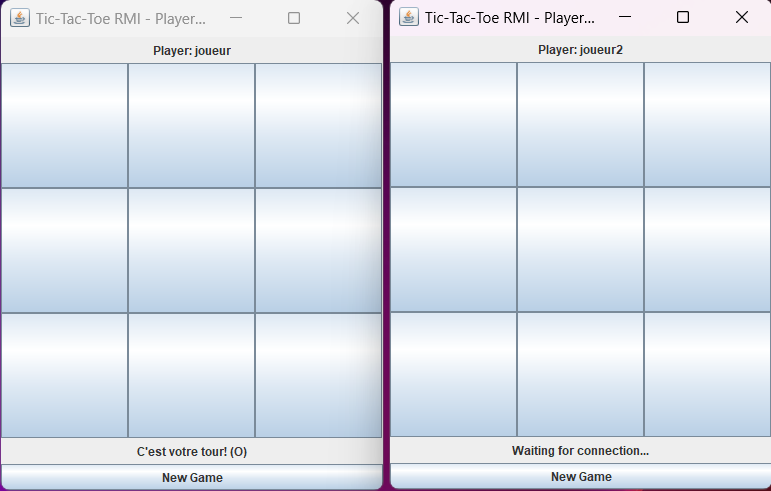 Tic-Tac-Toe RMI - Player...
Player: joueur
C'est votre tour! (O)
New Game
Tic-Tac-Toe RMI - Player...
Player: joueur2
Waiting for connection...
New Game